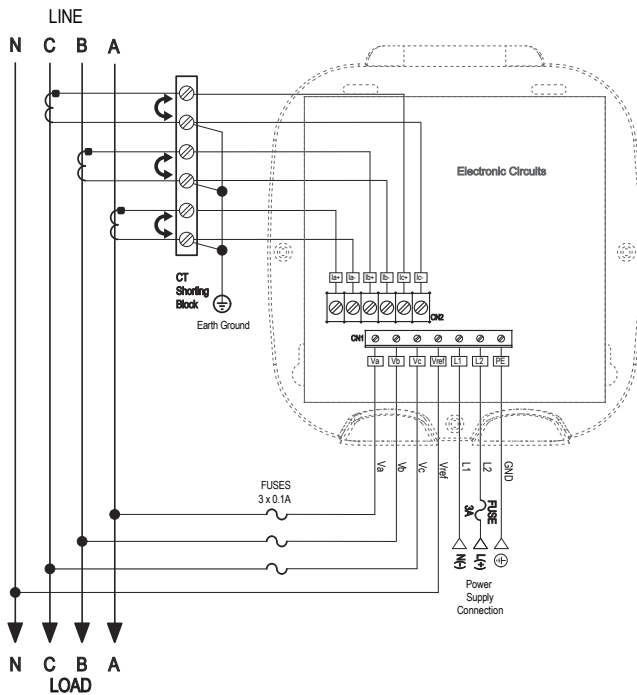 LINE
N C B A
Electronic Circuits
CT
Shorting
Block
Earth Ground
Ia+ Ia- Ib+ Ib- Ic+ Ic-
CN2
CN1
Va Vb Vc Vref L1 L2 PE
Va Vb Vc Vref L1 L2 GND
FUSES
3 x 0.1A
FUSE
3A
N(-) L(+)
Power
Supply
Connection
N C B A
LOAD